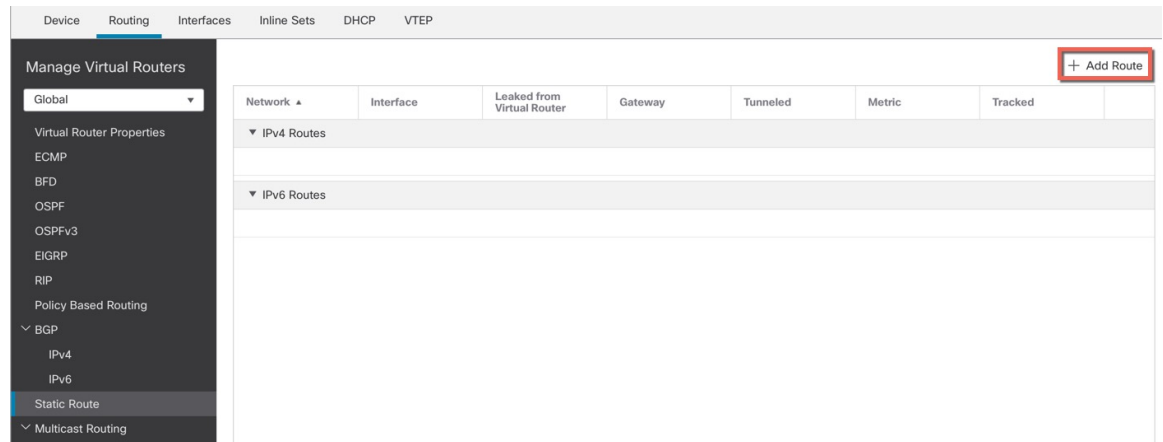 Device Routing Interfaces Inline Sets DHCP VTEP
Manage Virtual Routers
Global
Virtual Router Properties
ECMP
BFD
OSPF
OSPFv3
EIGRP
RIP
Policy Based Routing
BGP
IPv4
IPv6
Static Route
Multicast Routing
+ Add Route
Network Interface Leaked from Virtual Router Gateway Tunneled Metric Tracked
IPv4 Routes
IPv6 Routes